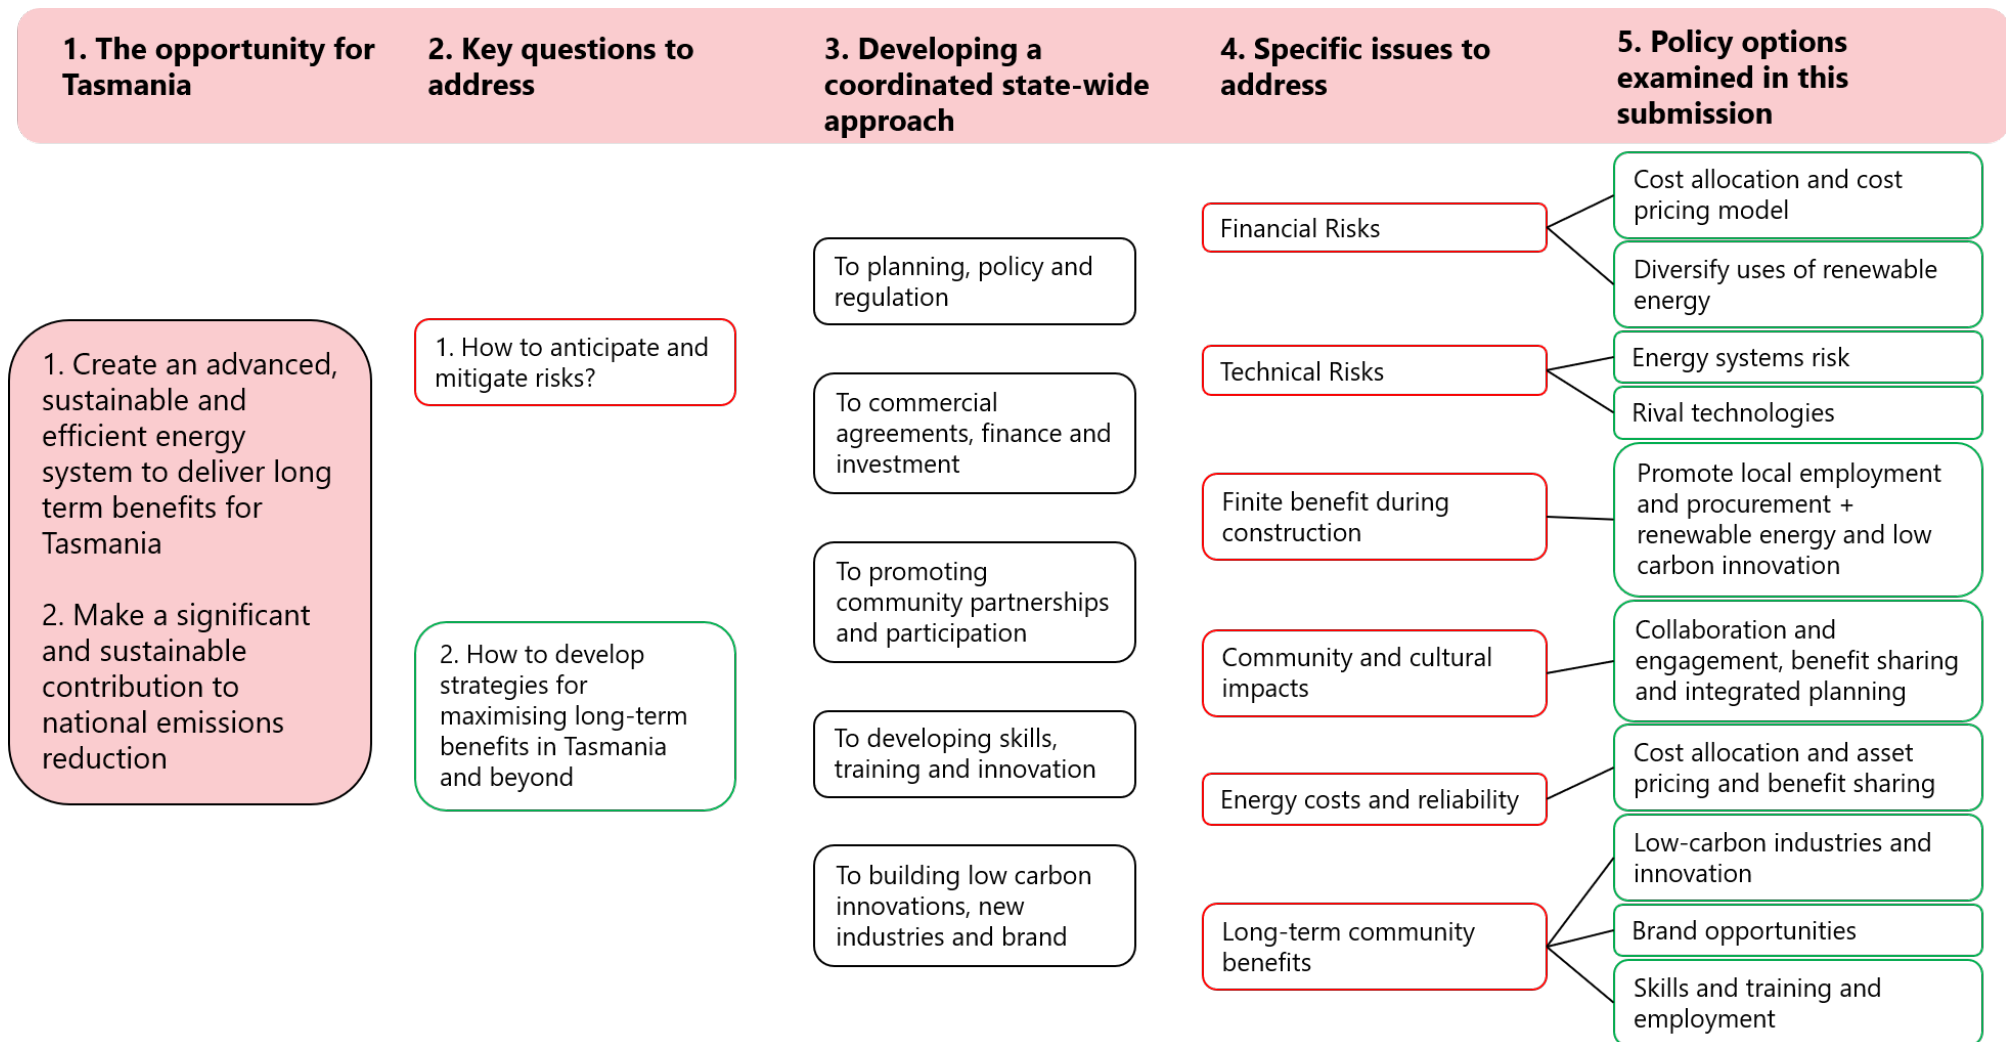 1. The opportunity for
Tasmania
2. Key questions to
address
3. Developing a
coordinated state-wide
approach
4. Specific issues to
address
5. Policy options
examined in this
submission
1. Create an advanced,
sustainable and
efficient energy
system to deliver long
term benefits for
Tasmania
2. Make a significant
and sustainable
contribution to
national emissions
reduction
1. How to anticipate and
mitigate risks?
2. How to develop
strategies for
maximising long-term
benefits in Tasmania
and beyond
To planning, policy and
regulation
To commercial
agreements, finance and
investment
To promoting
community partnerships
and participation
To developing skills,
training and innovation
To building low carbon
innovations, new
industries and brand
Financial Risks
Technical Risks
Finite benefit during
construction
Community and cultural
impacts
Energy costs and reliability
Long-term community
benefits
Cost allocation and cost
pricing model
Diversify uses of renewable
energy
Energy systems risk
Rival technologies
Promote local employment
and procurement +
renewable energy and low
carbon innovation
Collaboration and
engagement, benefit sharing
and integrated planning
Cost allocation and asset
pricing and benefit sharing
Low-carbon industries and
innovation
Brand opportunities
Skills and training and
employment